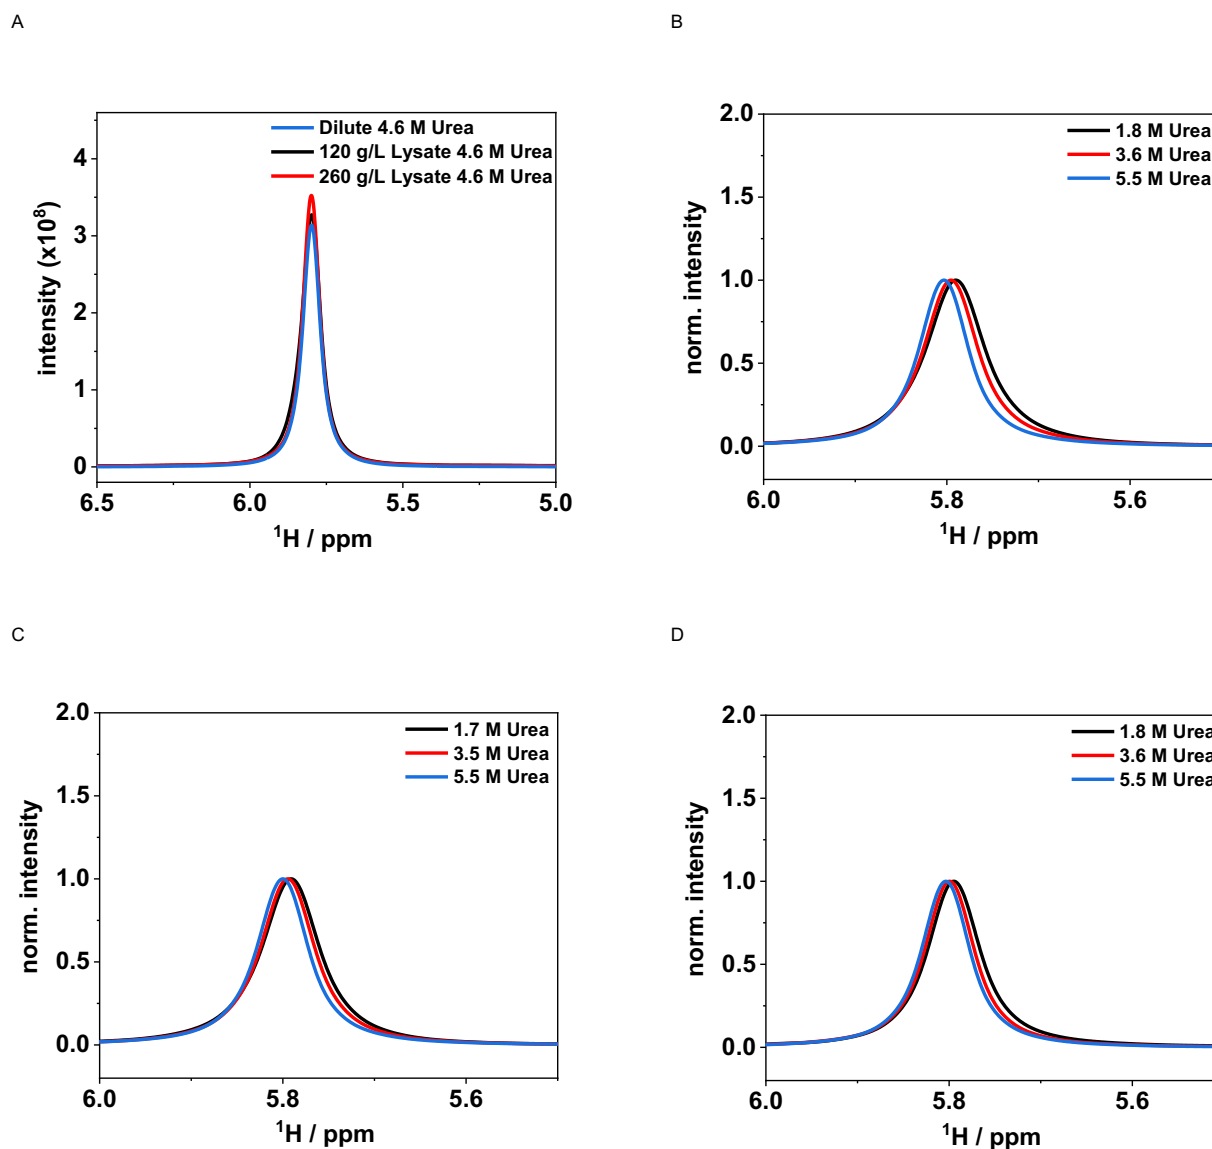 A
Dilute 4.6 M Urea
120 g/L Lysate 4.6 M Urea
260 g/L Lysate 4.6 M Urea
intensity (x10⁸)
4
3
2
1
0
6.5
6.0
5.5
5.0
¹H / ppm
B
1.8 M Urea
3.6 M Urea
5.5 M Urea
norm. intensity
2.0
1.5
1.0
0.5
0.0
6.0
5.8
5.6
¹H / ppm
C
1.7 M Urea
3.5 M Urea
5.5 M Urea
norm. intensity
2.0
1.5
1.0
0.5
0.0
6.0
5.8
5.6
¹H / ppm
D
1.8 M Urea
3.6 M Urea
5.5 M Urea
norm. intensity
2.0
1.5
1.0
0.5
0.0
6.0
5.8
5.6
¹H / ppm